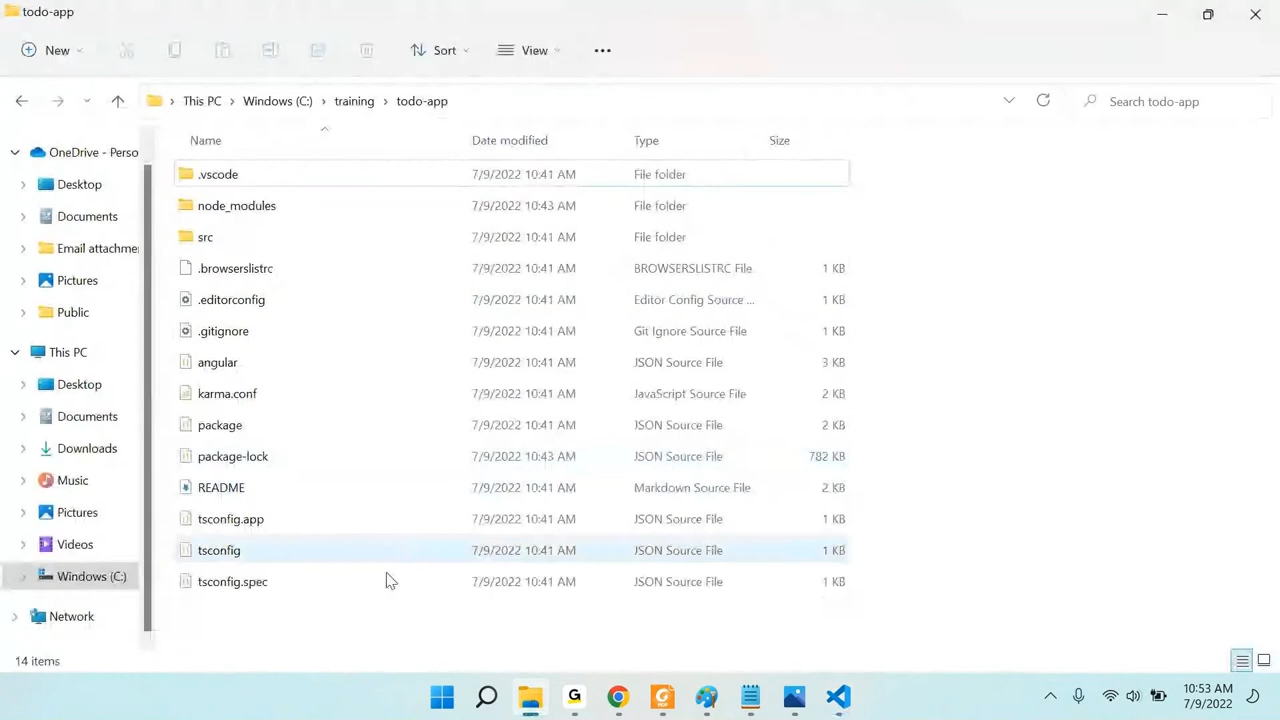 todo-app
New
Sort
View
This PC
Windows (C:)
training
todo-app
Search todo-app
Name Date modified Type Size
OneDrive - Perso
Desktop
Documents
Email attachme
Pictures
Public
This PC
Desktop
Documents
Downloads
Music
Pictures
Videos
Windows (C:)
Network
.vscode 7/9/2022 10:41 AM File folder
node_modules 7/9/2022 10:43 AM File folder
src 7/9/2022 10:41 AM File folder
.browserslistrc 7/9/2022 10:41 AM BROWSERSLISTRC File 1 KB
.editorconfig 7/9/2022 10:41 AM Editor Config Source ... 1 KB
.gitignore 7/9/2022 10:41 AM Git Ignore Source File 1 KB
angular 7/9/2022 10:41 AM JSON Source File 3 KB
karma.conf 7/9/2022 10:41 AM JavaScript Source File 2 KB
package 7/9/2022 10:41 AM JSON Source File 2 KB
package-lock 7/9/2022 10:43 AM JSON Source File 782 KB
README 7/9/2022 10:41 AM Markdown Source File 2 KB
tsconfig.app 7/9/2022 10:41 AM JSON Source File 1 KB
tsconfig 7/9/2022 10:41 AM JSON Source File 1 KB
tsconfig.spec 7/9/2022 10:41 AM JSON Source File 1 KB
14 items
G
10:53 AM
7/9/2022